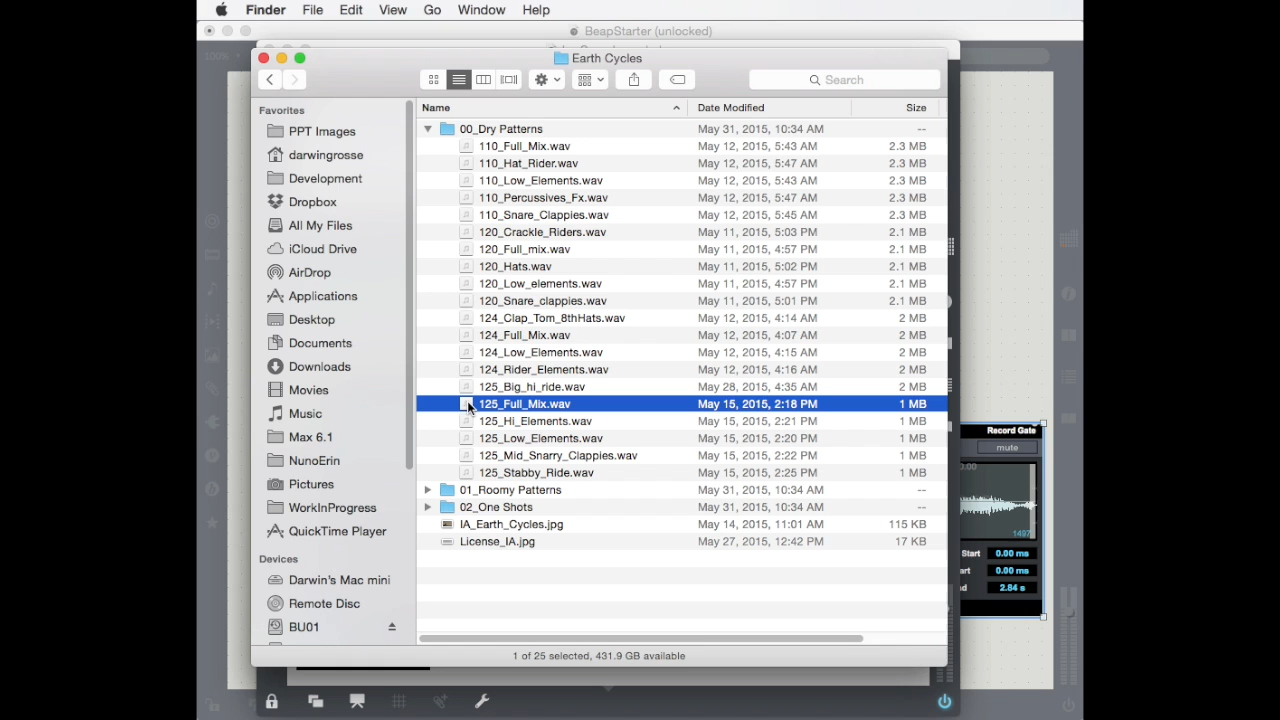 Finder File Edit View Go Window Help
BeapStarter (unlocked)
100%
Earth Cycles
Search
Favorites
PPT Images
darwingrosse
Development
Dropbox
All My Files
iCloud Drive
AirDrop
Applications
Desktop
Documents
Downloads
Movies
Music
Max 6.1
NunoErin
Pictures
WorkInProgress
QuickTime Player
Devices
Darwin's Mac mini
Remote Disc
BU01
Name Date Modified Size
00_Dry Patterns May 31, 2015, 10:34 AM --
110_Full_Mix.wav May 12, 2015, 5:43 AM 2.3 MB
110_Hat_Rider.wav May 12, 2015, 5:47 AM 2.3 MB
110_Low_Elements.wav May 12, 2015, 5:43 AM 2.3 MB
110_Percussives_Fx.wav May 12, 2015, 5:47 AM 2.3 MB
110_Snare_Clappies.wav May 12, 2015, 5:45 AM 2.3 MB
120_Crackle_Riders.wav May 11, 2015, 5:03 PM 2.1 MB
120_Full_mix.wav May 11, 2015, 4:57 PM 2.1 MB
120_Hats.wav May 11, 2015, 5:02 PM 2.1 MB
120_Low_elements.wav May 11, 2015, 4:57 PM 2.1 MB
120_Snare_clappies.wav May 11, 2015, 5:01 PM 2.1 MB
124_Clap_Tom_8thHats.wav May 12, 2015, 4:14 AM 2 MB
124_Full_Mix.wav May 12, 2015, 4:07 AM 2 MB
124_Low_Elements.wav May 12, 2015, 4:15 AM 2 MB
124_Rider_Elements.wav May 12, 2015, 4:16 AM 2 MB
125_Big_hi_ride.wav May 28, 2015, 4:35 AM 2 MB
125_Full_Mix.wav May 15, 2015, 2:18 PM 1 MB
125_Hi_Elements.wav May 15, 2015, 2:21 PM 1 MB
125_Low_Elements.wav May 15, 2015, 2:20 PM 1 MB
125_Mid_Snarry_Clappies.wav May 15, 2015, 2:22 PM 1 MB
125_Stabby_Ride.wav May 15, 2015, 2:25 PM 1 MB
01_Roomy Patterns May 31, 2015, 10:34 AM --
02_One Shots May 31, 2015, 10:34 AM --
IA_Earth_Cycles.jpg May 14, 2015, 11:01 AM 115 KB
License_IA.jpg May 27, 2015, 12:42 PM 17 KB
1 of 25 selected, 431.9 GB available
Record Gate
mute
0.00
1497
Start 0.00 ms
art 0.00 ms
d 2.84 s